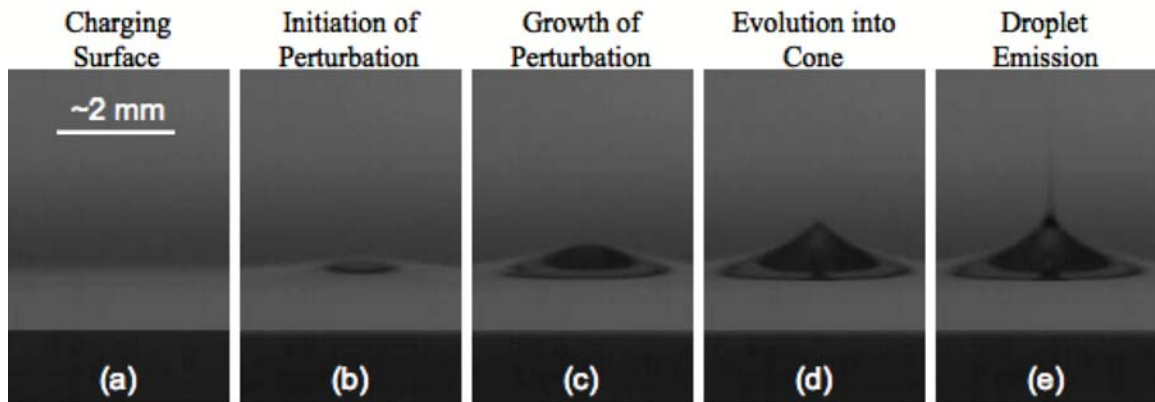 Charging
Surface
Initiation of
Perturbation
Growth of
Perturbation
Evolution into
Cone
Droplet
Emission
~2 mm
(a)
(b)
(c)
(d)
(e)